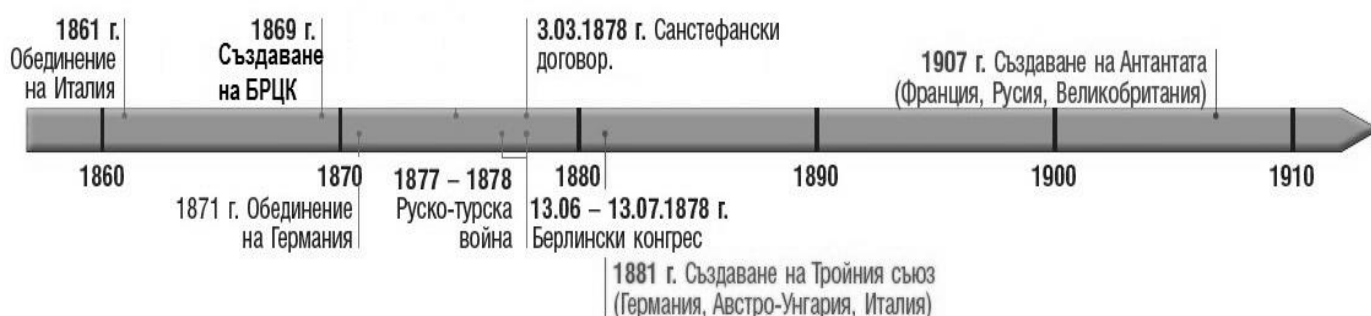 1861 г.
Обединение
на Италия
1869 г.
Създаване
на БРЦК
3.03.1878 г. Санстефански
договор.
1907 г. Създаване на Антантата
(Франция, Русия, Великобритания)
1860
1870
1880
1890
1900
1910
1871 г. Обединение
на Германия
1877 – 1878
Руско-турска
война
13.06 – 13.07.1878 г.
Берлински конгрес
1881 г. Създаване на Тройния съюз
(Германия, Австро-Унгария, Италия)